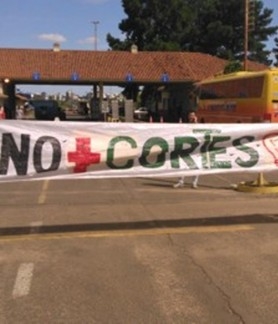 NO + CORTES